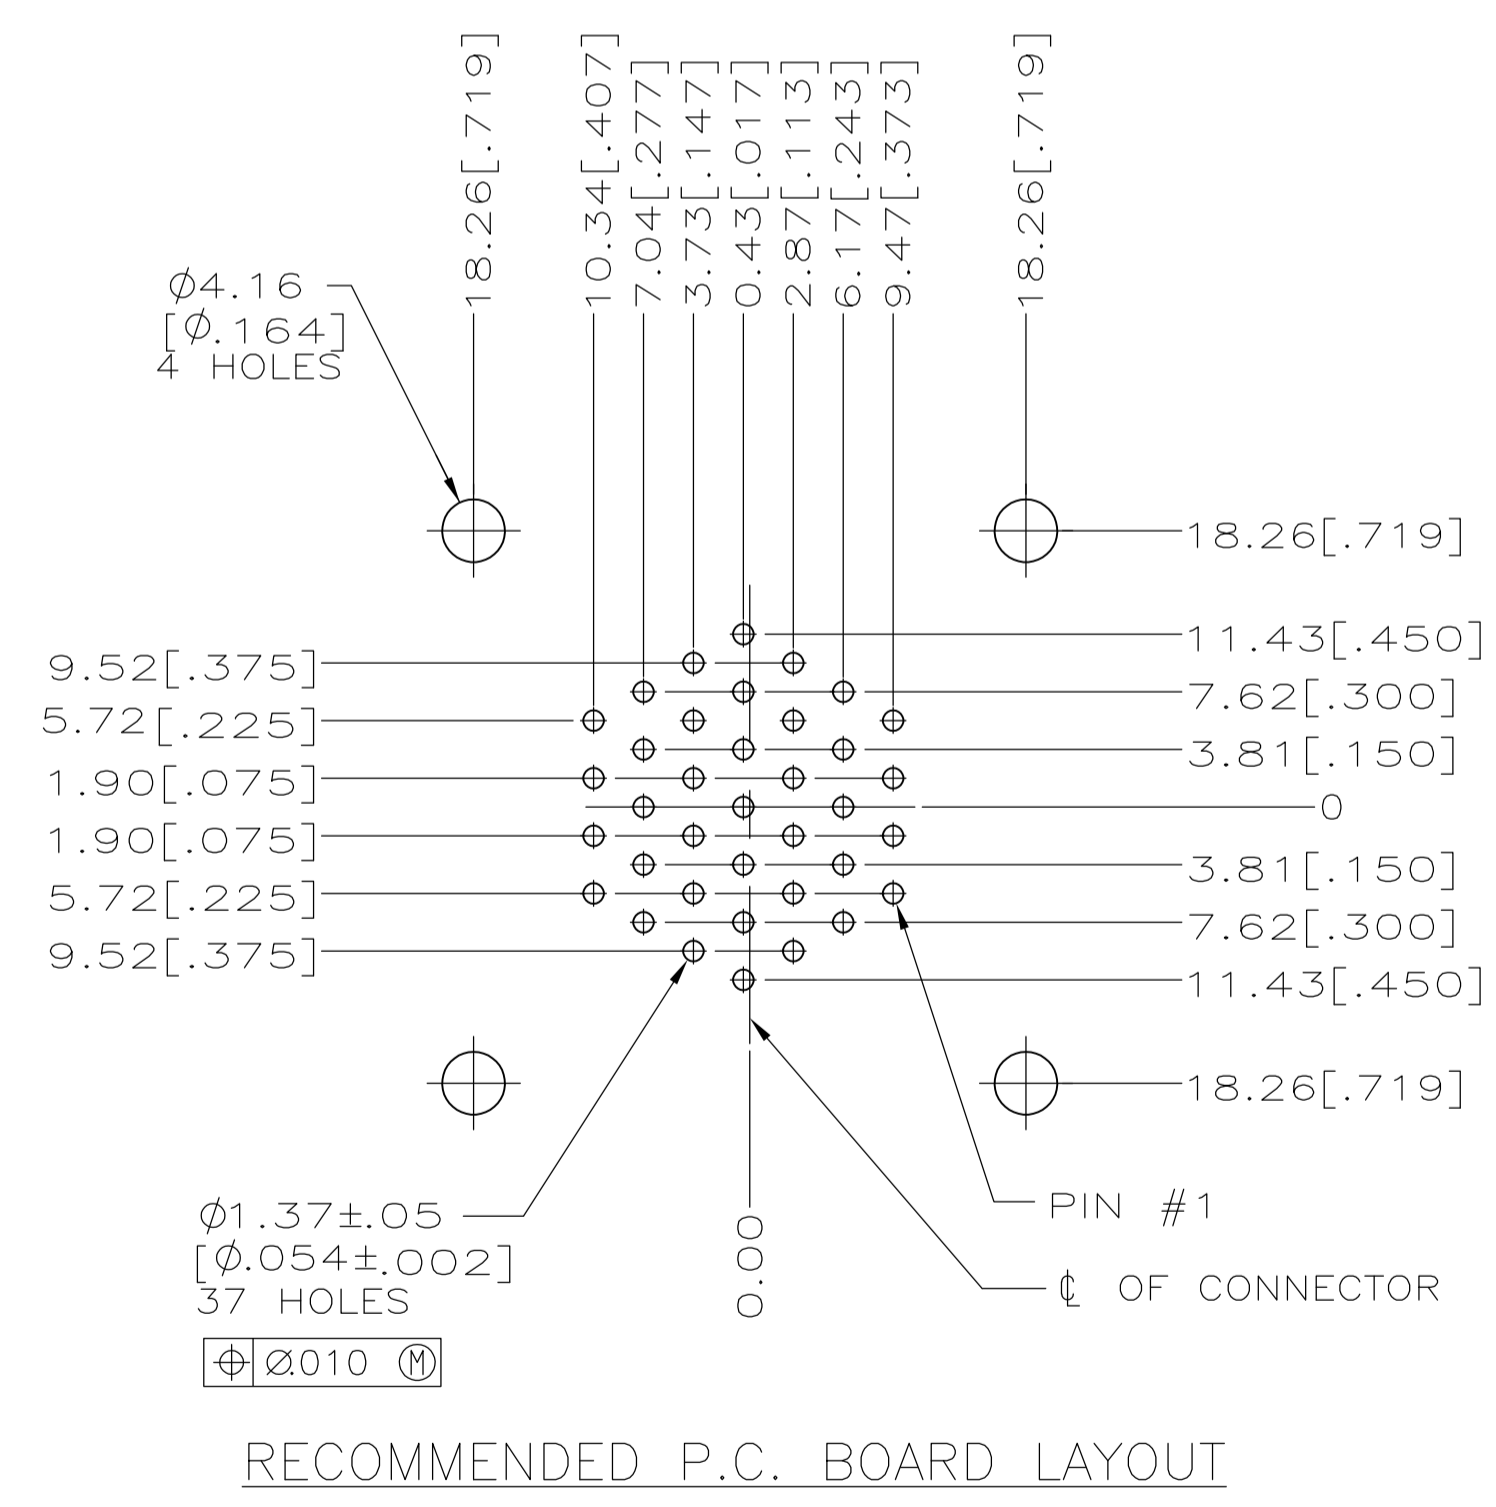 18.26[.719]
10.34[.407]
7.04[.277]
3.73[.147]
0.43[.017]
2.87[.113]
6.17[.243]
9.47[.373]
18.26[.719]
Ø4.16
[Ø.164]
4 HOLES
18.26[.719]
11.43[.450]
9.52[.375]
7.62[.300]
5.72[.225]
3.81[.150]
1.90[.075]
0
1.90[.075]
3.81[.150]
5.72[.225]
7.62[.300]
9.52[.375]
11.43[.450]
18.26[.719]
Ø1.37±.05
[Ø.054±.002]
37 HOLES
⌖ Ø.010 Ⓜ
0.00
PIN #1
℄ OF CONNECTOR
RECOMMENDED P.C. BOARD LAYOUT